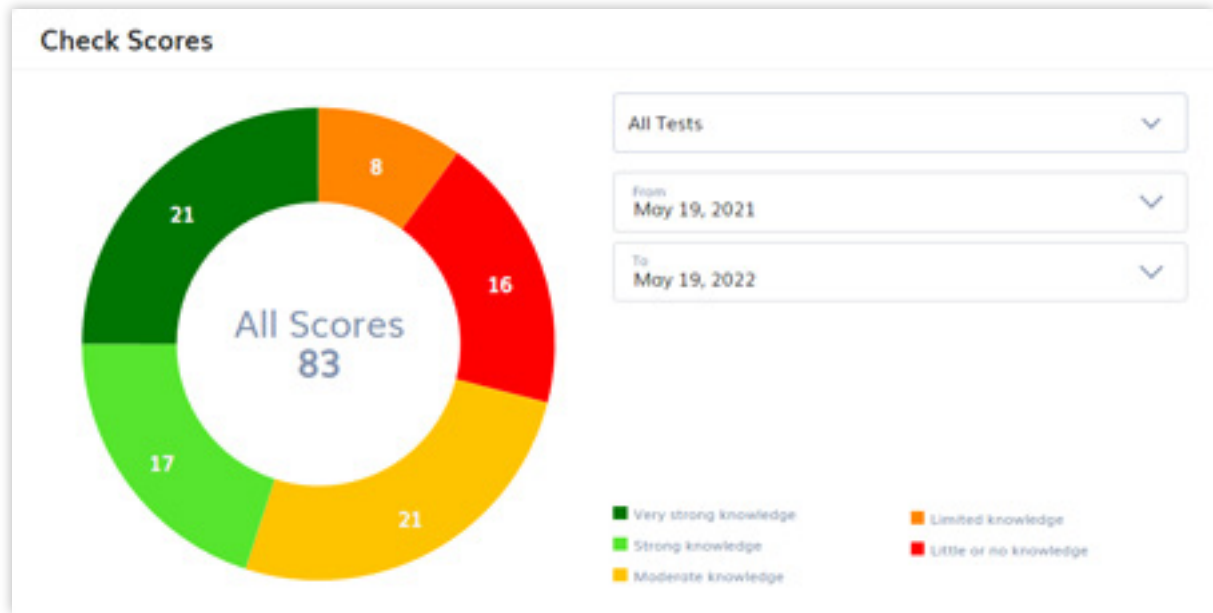 Check Scores
8
21
16
All Scores
83
17
21
All Tests
From
May 19, 2021
To
May 19, 2022
Very strong knowledge
Strong knowledge
Moderate knowledge
Limited knowledge
Little or no knowledge